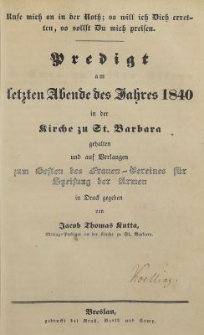 Rufe mich an in der Noth; so will ich Dich erret-
ten, so sollst Du mich preisen.
Predigt
am
letzten Abende des Jahres 1840
in der
Kirche zu St. Barbara
gehalten
und auf Verlangen
zum Besten des Frauen-Vereines für
Speisung der Armen
in Druck gegeben
von
Jacob Thomas Kutta,
Mittag-Prediger an der Kirche zu St. Barbara.
Breslau,
gedruckt bei Graß, Barth und Comp.